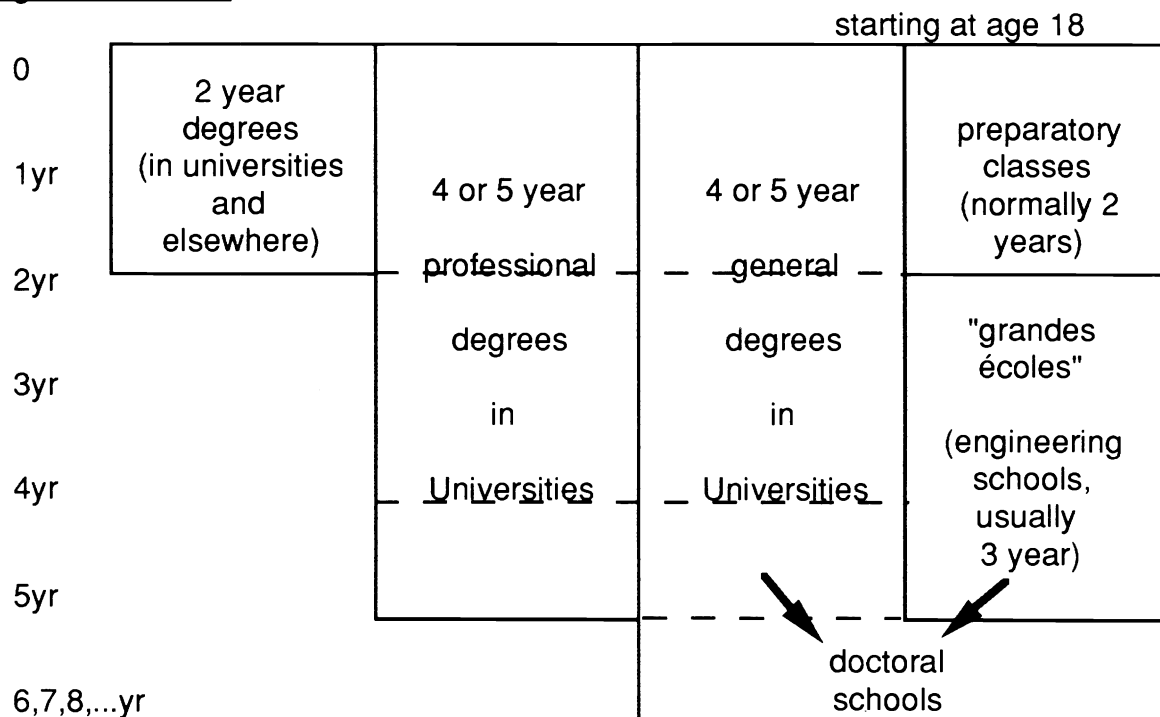 starting at age 18
0
1yr
2yr
3yr
4yr
5yr
6,7,8,...yr
2 year
degrees
(in universities
and
elsewhere)
4 or 5 year
professional
degrees
in
Universities
4 or 5 year
general
degrees
in
Universities
preparatory
classes
(normally 2
years)
"grandes
écoles"
(engineering
schools,
usually
3 year)
doctoral
schools